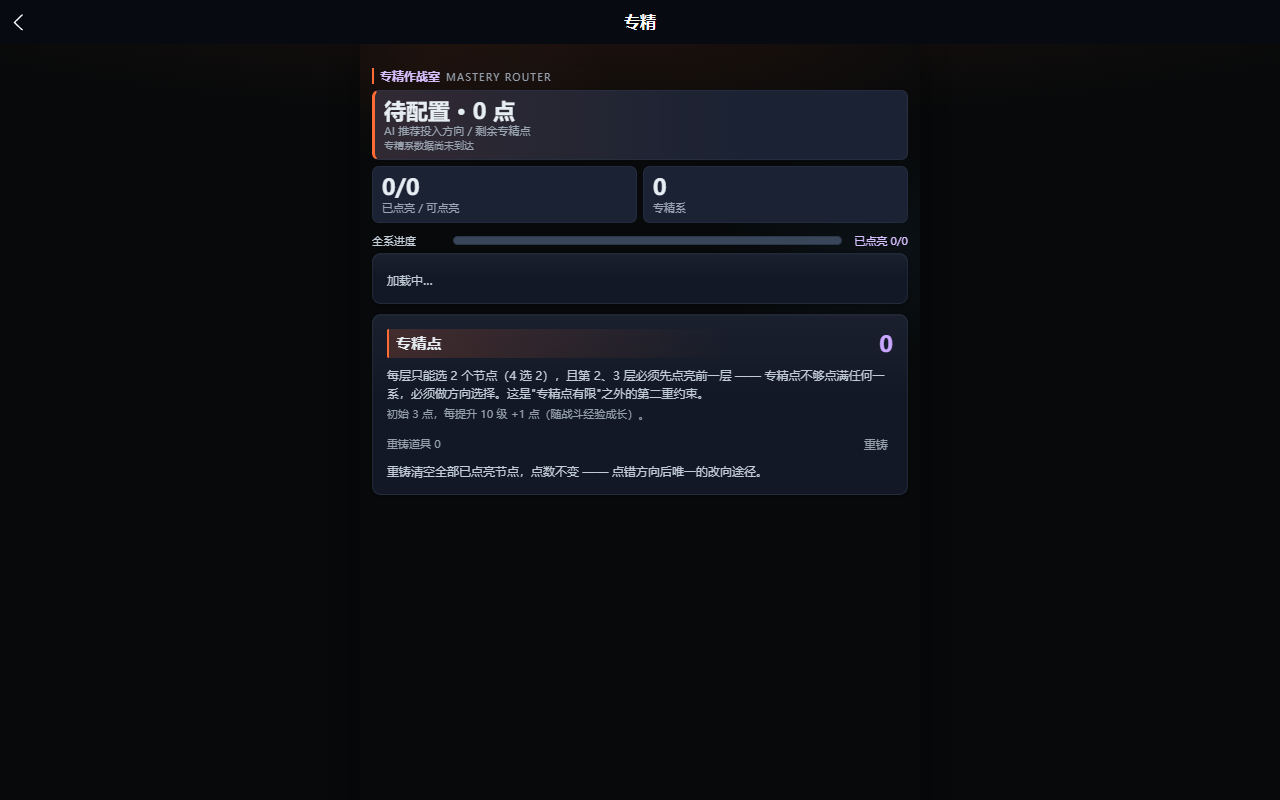 专精
专精作战室 MASTERY ROUTER
待配置 · 0 点
AI 推荐投入方向 / 剩余专精点
专精系数据尚未到达
0/0
已点亮 / 可点亮
0
专精系
全系进度
已点亮 0/0
加载中...
专精点
0
每层只能选 2 个节点（4 选 2），且第 2、3 层必须先点亮前一层 —— 专精点不够点满任何一
系，必须做方向选择。这是"专精点有限"之外的第二重约束。
初始 3 点，每提升 10 级 +1 点（随战斗经验成长）。
重铸道具 0
重铸
重铸清空全部已点亮节点，点数不变 —— 点错方向后唯一的改向途径。